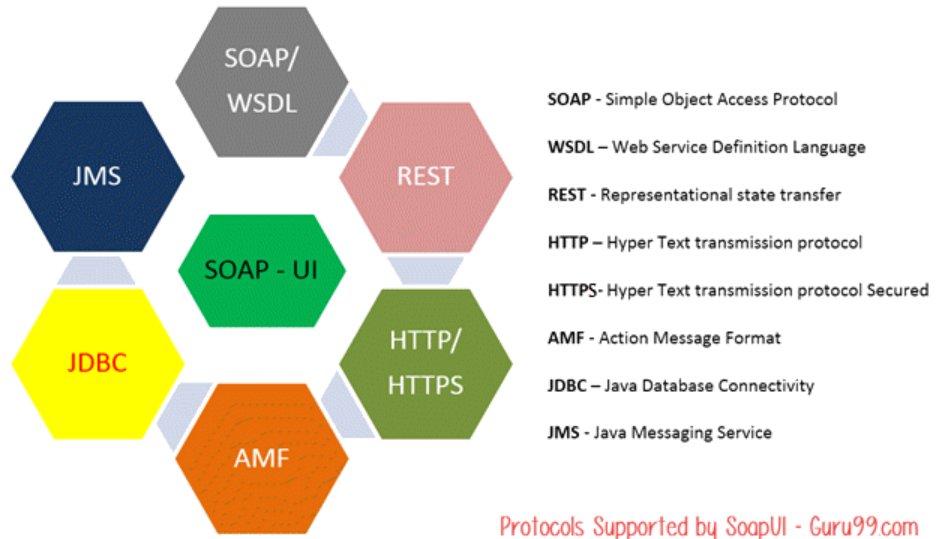 SOAP/
WSDL
JMS
REST
SOAP - UI
JDBC
HTTP/
HTTPS
AMF
SOAP - Simple Object Access Protocol
WSDL – Web Service Definition Language
REST - Representational state transfer
HTTP – Hyper Text transmission protocol
HTTPS- Hyper Text transmission protocol Secured
AMF - Action Message Format
JDBC – Java Database Connectivity
JMS - Java Messaging Service
Protocols Supported by SoapUI - Guru99.com